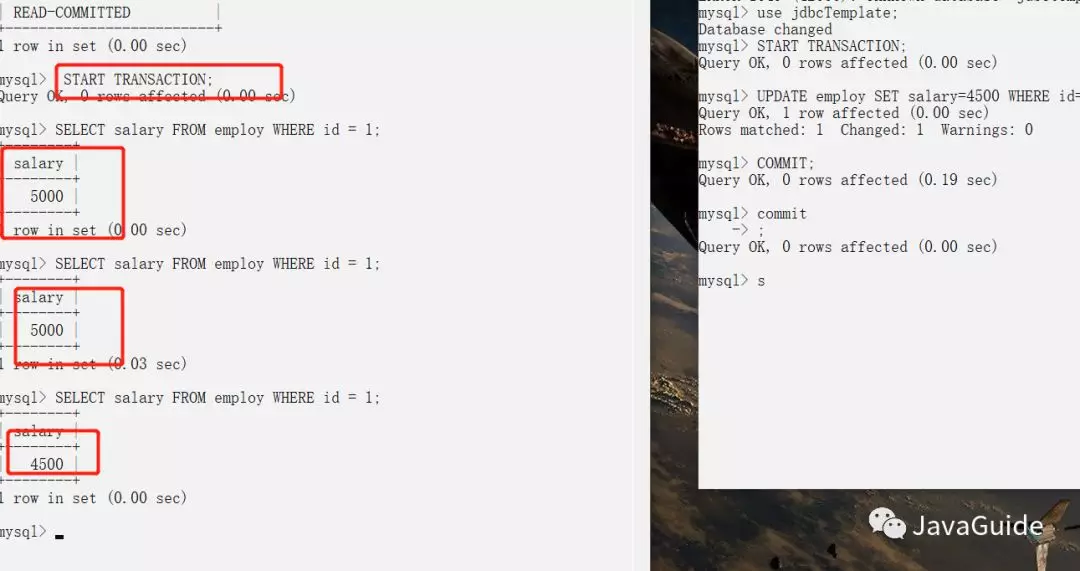 READ-COMMITTED
1 row in set (0.00 sec)
mysql> START TRANSACTION;
Query OK, 0 rows affected (0.00 sec)
mysql> SELECT salary FROM employ WHERE id = 1;
salary
5000
row in set (0.00 sec)
mysql> SELECT salary FROM employ WHERE id = 1;
salary
5000
1 row in set (0.03 sec)
mysql> SELECT salary FROM employ WHERE id = 1;
salary
4500
1 row in set (0.00 sec)
mysql>
mysql> use jdbcTemplate;
Database changed
mysql> START TRANSACTION;
Query OK, 0 rows affected (0.00 sec)
mysql> UPDATE employ SET salary=4500 WHERE id=
Query OK, 1 row affected (0.00 sec)
Rows matched: 1  Changed: 1  Warnings: 0
mysql> COMMIT;
Query OK, 0 rows affected (0.19 sec)
mysql> commit
-> ;
Query OK, 0 rows affected (0.00 sec)
mysql> s
JavaGuide